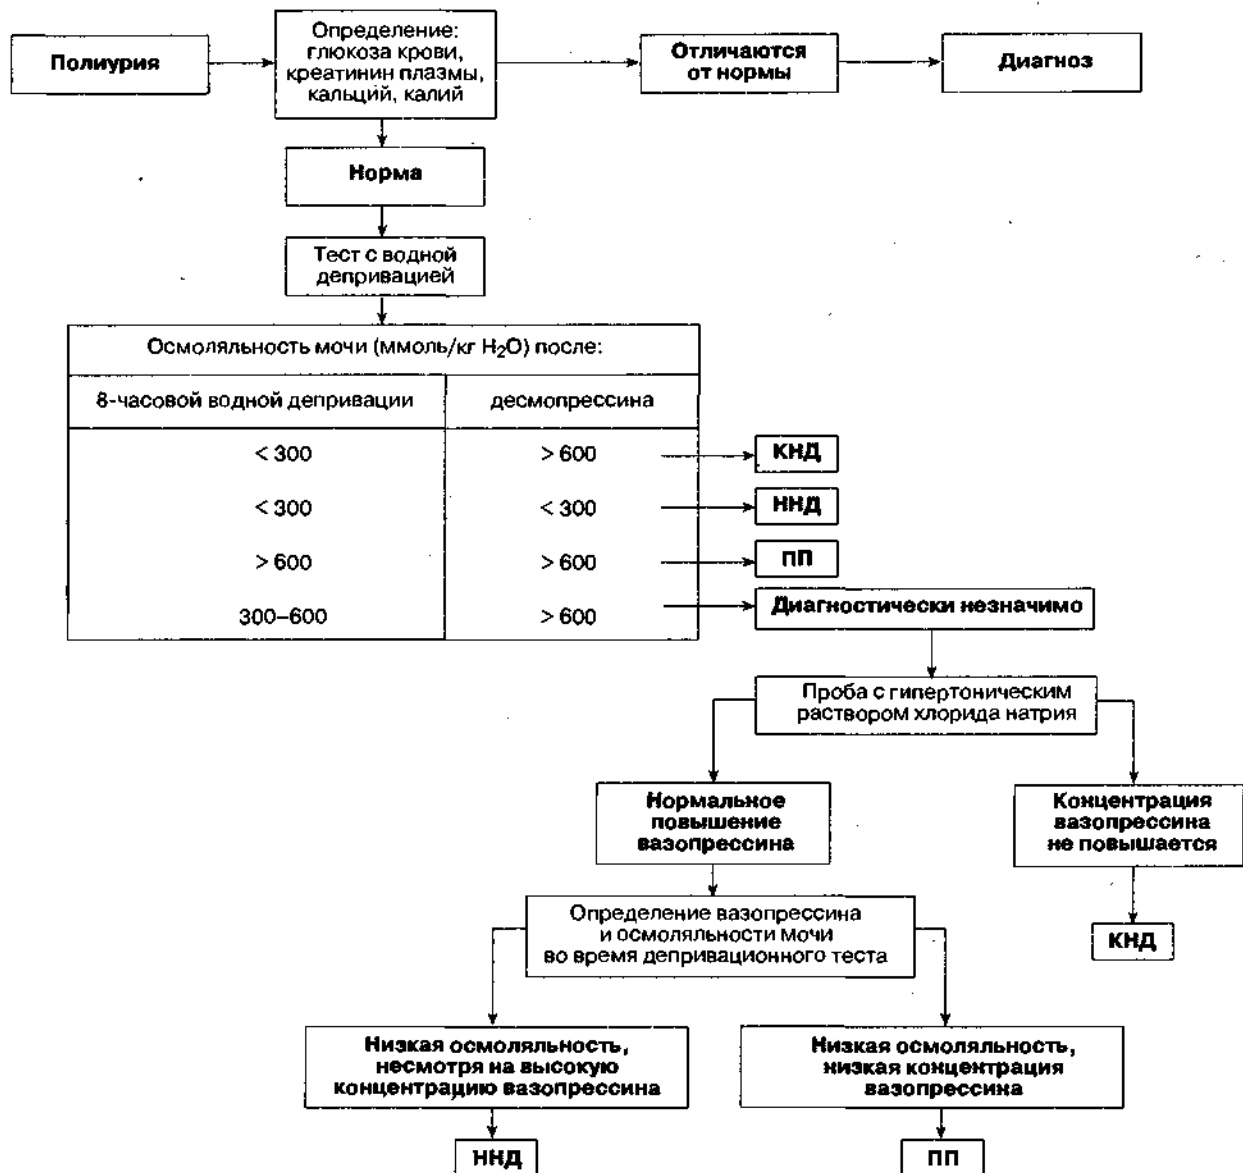 Полиурия
Определение:
глюкоза крови,
креатинин плазмы,
кальций, калий
Отличаются
от нормы
Диагноз
Норма
Тест с водной
депривацией
Осмоляльность мочи (ммоль/кг H₂O) после:
8-часовой водной депривации
десмопрессина
< 300
> 600
КНД
< 300
< 300
ННД
> 600
> 600
ПП
300–600
> 600
Диагностически незначимо
Проба с гипертоническим
раствором хлорида натрия
Нормальное
повышение
вазопрессина
Концентрация
вазопрессина
не повышается
Определение вазопрессина
и осмоляльности мочи
во время депривационного теста
КНД
Низкая осмоляльность,
несмотря на высокую
концентрацию вазопрессина
Низкая осмоляльность,
низкая концентрация
вазопрессина
ННД
ПП